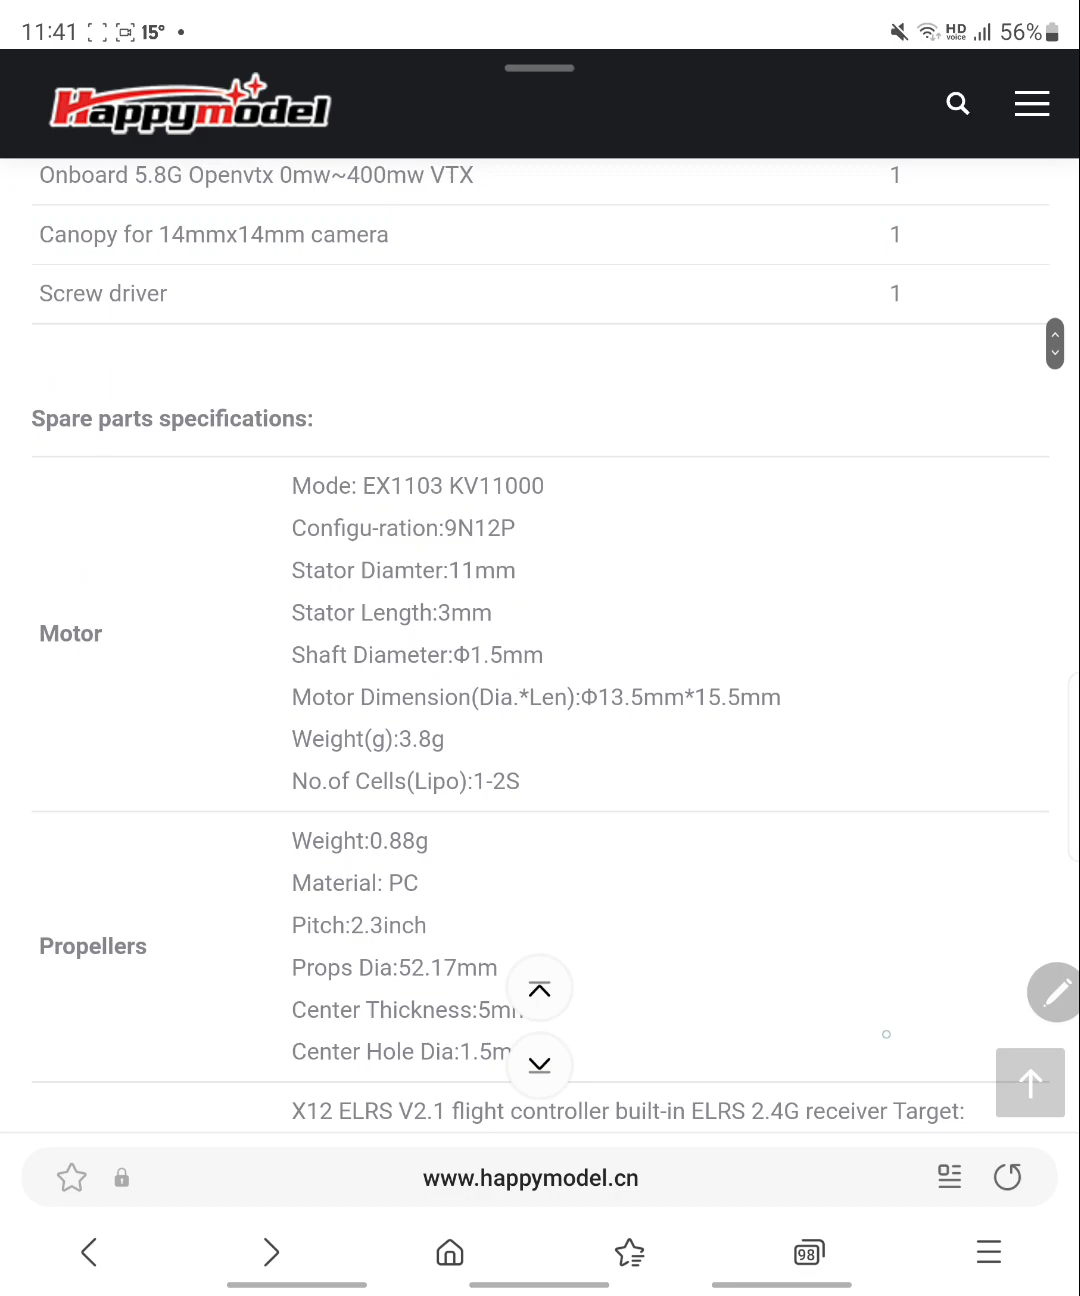 11:41 15°
HD voice 56%
Happymodel
Onboard 5.8G Openvtx 0mw~400mw VTX 1
Canopy for 14mmx14mm camera 1
Screw driver 1
Spare parts specifications:
Motor
Mode: EX1103 KV11000
Configu-ration:9N12P
Stator Diamter:11mm
Stator Length:3mm
Shaft Diameter:Φ1.5mm
Motor Dimension(Dia.*Len):Φ13.5mm*15.5mm
Weight(g):3.8g
No.of Cells(Lipo):1-2S
Propellers
Weight:0.88g
Material: PC
Pitch:2.3inch
Props Dia:52.17mm
Center Thickness:5m
Center Hole Dia:1.5m
X12 ELRS V2.1 flight controller built-in ELRS 2.4G receiver Target:
www.happymodel.cn
98